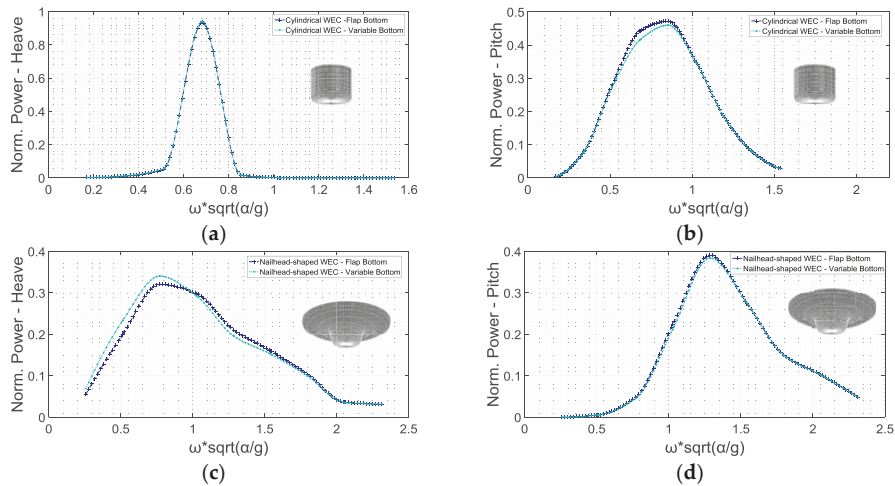 Norm. Power - Heave
1
0.8
0.6
0.4
0.2
0
0.2
0.4
0.6
0.8
1
1.2
1.4
1.6
ω*sqrt(α/g)
Cylindrical WEC -Flap Bottom
Cylindrical WEC - Variable Bottom
(a)
Norm. Power - Pitch
0.5
0.4
0.3
0.2
0.1
0
0
0.5
1
1.5
2
ω*sqrt(α/g)
Cylindrical WEC - Flap Bottom
Cylindrical WEC - Variable Bottom
(b)
Norm. Power - Heave
0.4
0.3
0.2
0.1
0
0
0.5
1
1.5
2
2.5
ω*sqrt(α/g)
Nailhead-shaped WEC - Flap Bottom
Nailhead-shaped WEC - Variable Bottom
(c)
Norm. Power - Pitch
0.4
0.3
0.2
0.1
0
0
0.5
1
1.5
2
2.5
ω*sqrt(α/g)
Nailhead-shaped WEC - Flap Bottom
Nailhead-shaped WEC - Variable Bottom
(d)